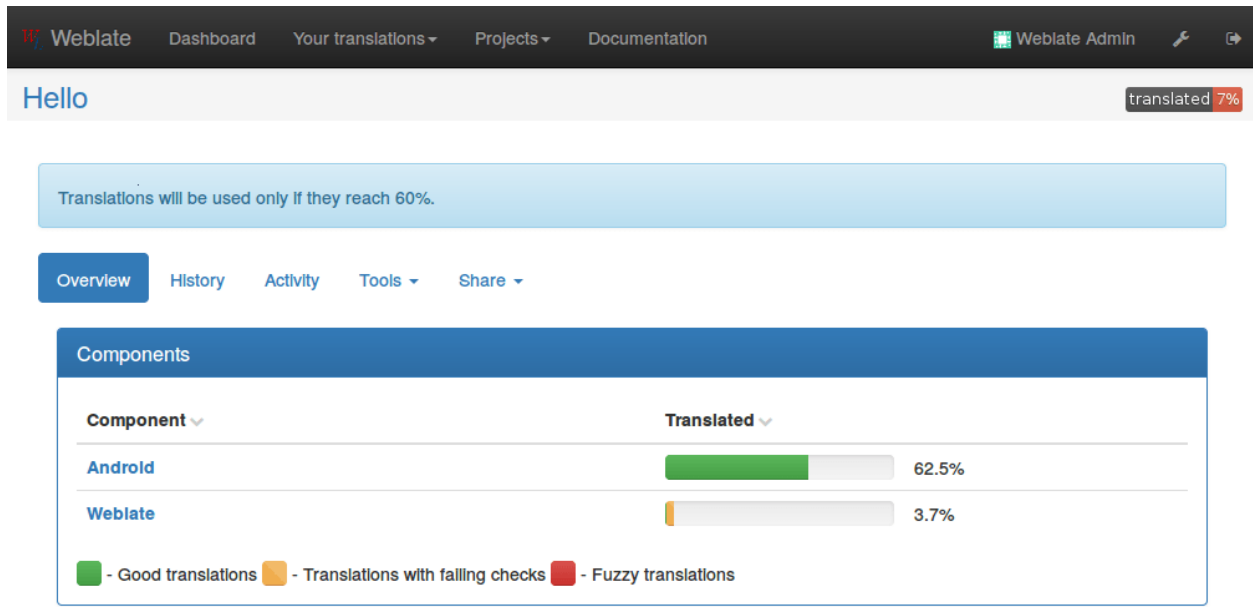 Weblate Dashboard Your translations Projects Documentation Weblate Admin
Hello translated 7%
Translations will be used only if they reach 60%.
Overview History Activity Tools Share
Components
Component Translated
Android 62.5%
Weblate 3.7%
- Good translations - Translations with failing checks - Fuzzy translations